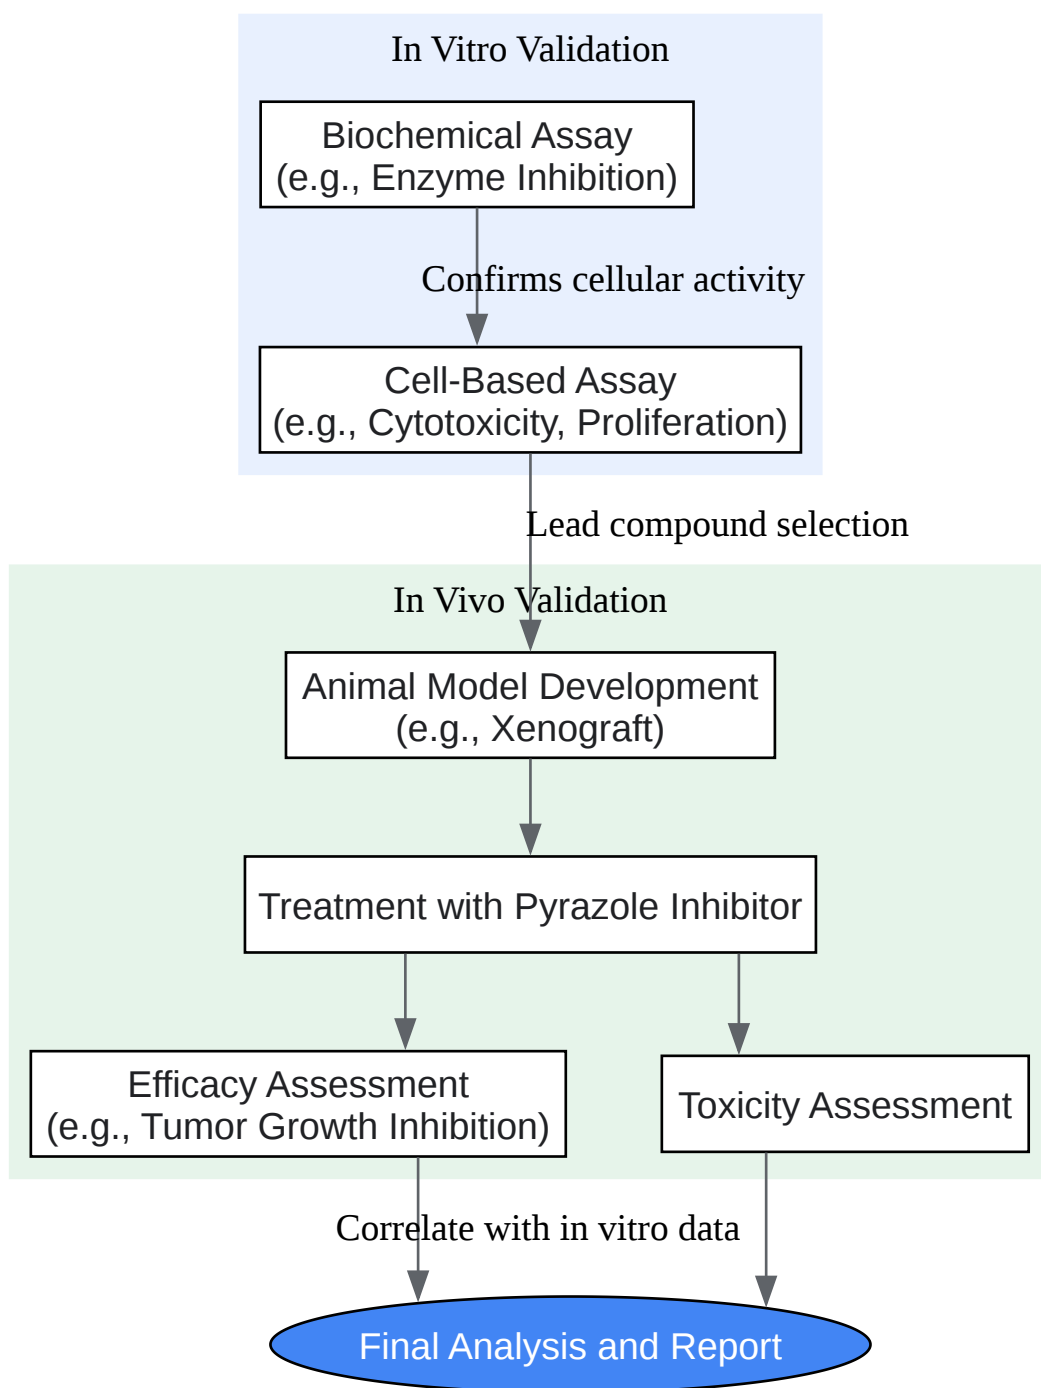 In Vitro Validation
Biochemical Assay
(e.g., Enzyme Inhibition)
Confirms cellular activity
Cell-Based Assay
(e.g., Cytotoxicity, Proliferation)
Lead compound selection
In Vivo Validation
Animal Model Development
(e.g., Xenograft)
Treatment with Pyrazole Inhibitor
Efficacy Assessment
(e.g., Tumor Growth Inhibition)
Toxicity Assessment
Correlate with in vitro data
Final Analysis and Report